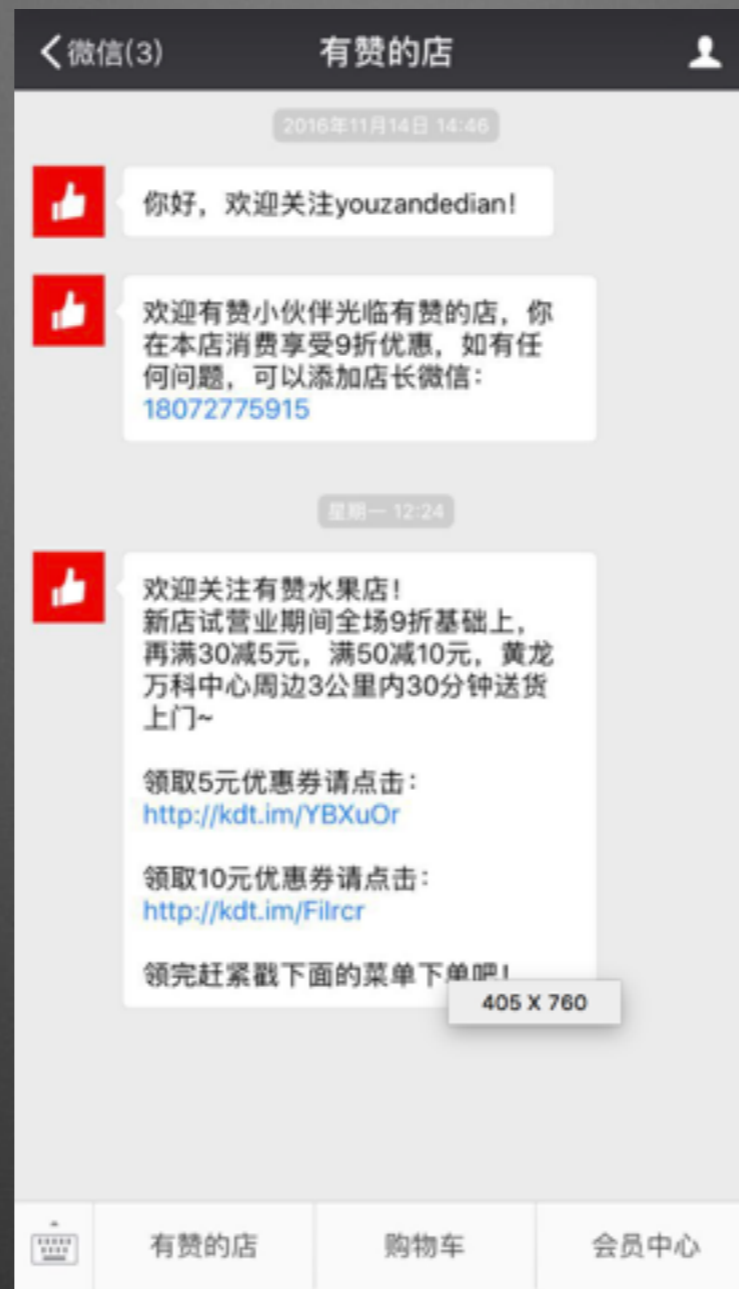 微信(3)
有赞的店
2016年11月14日 14:46
你好，欢迎关注youzandedian!
欢迎有赞小伙伴光临有赞的店，你
在本店消费享受9折优惠，如有任
何问题，可以添加店长微信：
18072775915
星期一 12:24
欢迎关注有赞水果店！
新店试营业期间全场9折基础上，
再满30减5元，满50减10元，黄龙
万科中心周边3公里内30分钟送货
上门~
领取5元优惠券请点击：
http://kdt.im/YBXuOr
领取10元优惠券请点击：
http://kdt.im/Filrcr
领完赶紧戳下面的菜单下单吧！
405 X 760
有赞的店
购物车
会员中心